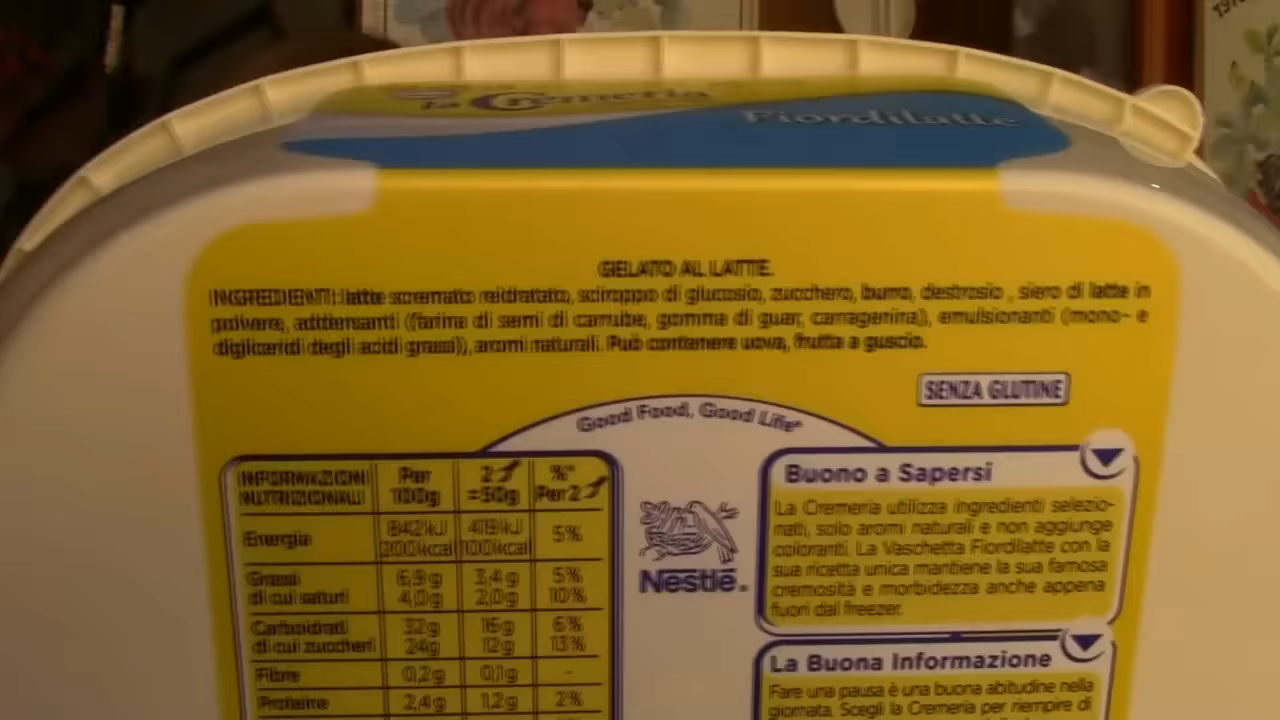 la Cremeria
Fiordilatte
GELATO AL LATTE.
INGREDIENTI: latte scremato reidratato, sciroppo di glucosio, zucchero, burro, destrosio , siero di latte in
polvere, addensanti (farina di semi di carrube, gomma di guar, carragenina), emulsionanti (mono- e
digliceridi degli acidi grassi), aromi naturali. Può contenere uova, frutta a guscio.
SENZA GLUTINE
Good Food, Good Life
INFORMAZIONI NUTRIZIONALI Per 100g 2 =50g %* Per 2
Energia 842kJ 200kcal 419kJ 100kcal 5%
Grassi 6,9g 3,4g 5%
di cui saturi 4,0g 2,0g 10%
Carboidrati 32g 16g 6%
di cui zuccheri 24g 12g 13%
Fibre 0,2g 0,1g -
Proteine 2,4g 1,2g 2%
Nestlé.
Buono a Sapersi
La Cremeria utilizza ingredienti selezio-
nati, solo aromi naturali e non aggiunge
coloranti. La Vaschetta Fiordilatte con la
sua ricetta unica mantiene la sua famosa
cremosità e morbidezza anche appena
fuori dal freezer.
La Buona Informazione
Fare una pausa è una buona abitudine nella
giornata. Scegli la Cremeria per riempire di